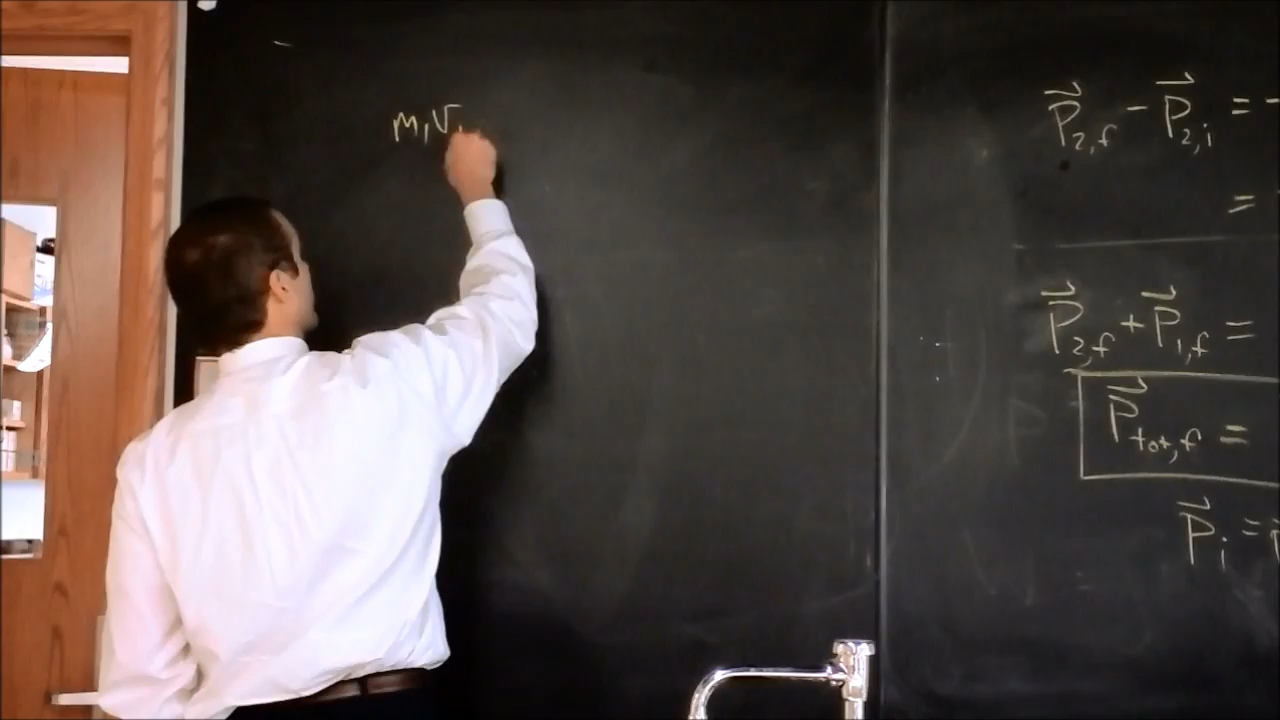 m₁v₁
P⃗₂,f − P⃗₂,i = −
=
P⃗₂,f + P⃗₁,f =
P⃗tot,f =
P⃗i =